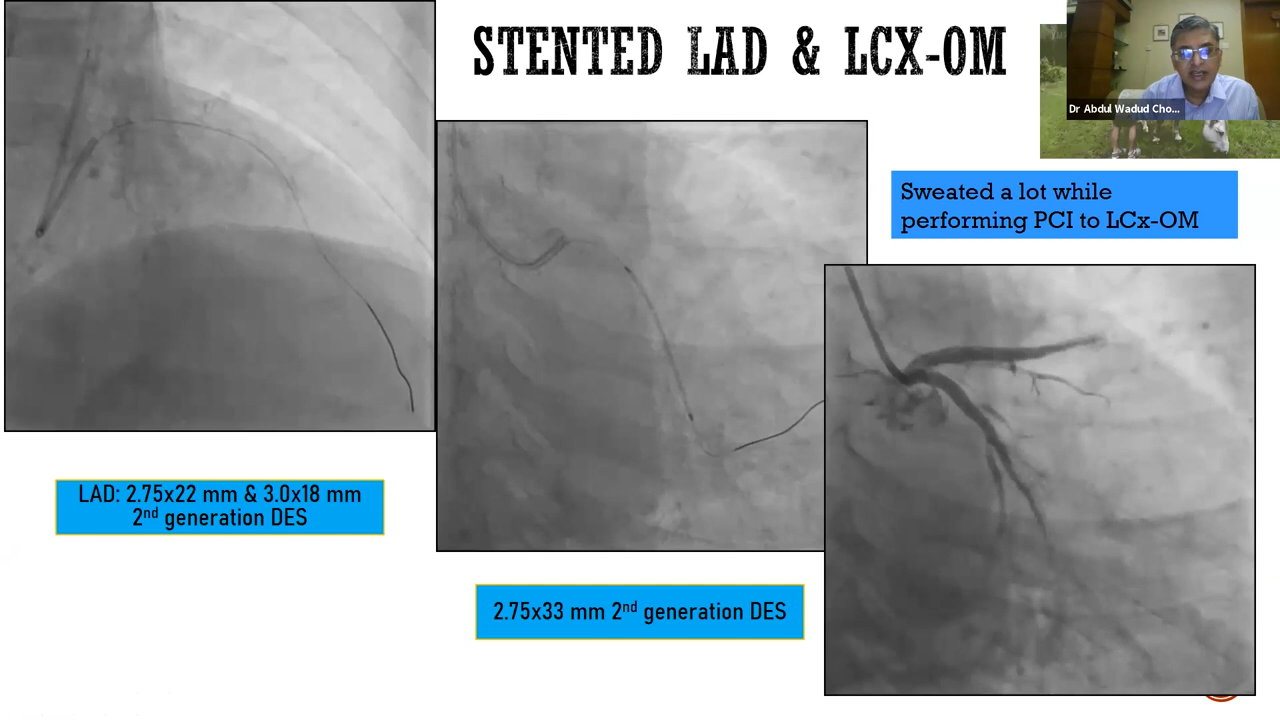 STENTED LAD & LCX-OM
Dr Abdul Wadud Cho...
Sweated a lot while
performing PCI to LCx-OM
LAD: 2.75x22 mm & 3.0x18 mm
2nd generation DES
2.75x33 mm 2nd generation DES